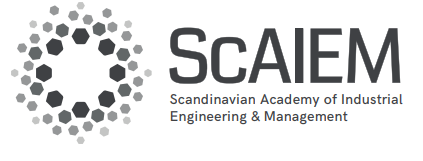 ScAIEM
Scandinavian Academy of Industrial
Engineering & Management